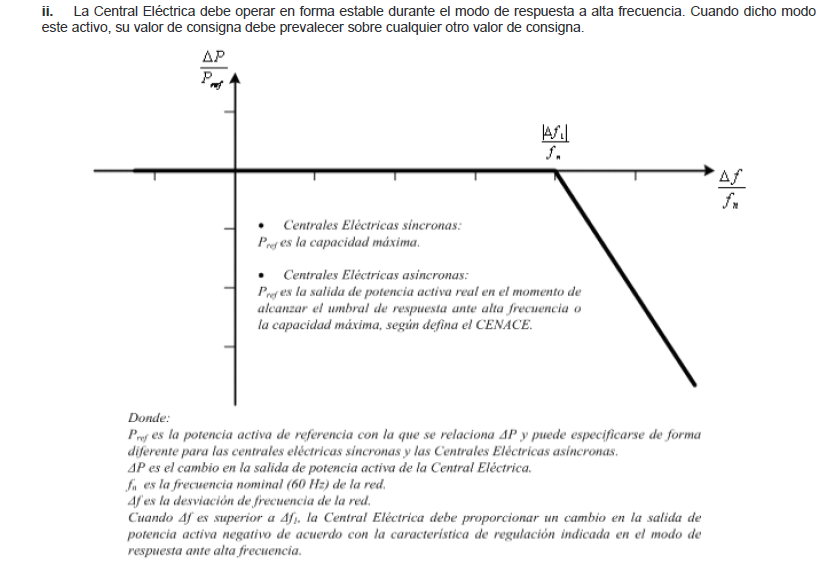 ii. La Central Eléctrica debe operar en forma estable durante el modo de respuesta a alta frecuencia. Cuando dicho modo
este activo, su valor de consigna debe prevalecer sobre cualquier otro valor de consigna.
ΔP
P_ref
|Δf₁|
fₙ
Δf
fₙ
• Centrales Eléctricas síncronas:
P_ref es la capacidad máxima.
• Centrales Eléctricas asíncronas:
P_ref es la salida de potencia activa real en el momento de
alcanzar el umbral de respuesta ante alta frecuencia o
la capacidad máxima, según defina el CENACE.
Donde:
P_ref es la potencia activa de referencia con la que se relaciona ΔP y puede especificarse de forma
diferente para las centrales eléctricas síncronas y las Centrales Eléctricas asíncronas.
ΔP es el cambio en la salida de potencia activa de la Central Eléctrica.
fₙ es la frecuencia nominal (60 Hz) de la red.
Δf es la desviación de frecuencia de la red.
Cuando Δf es superior a Δf₁, la Central Eléctrica debe proporcionar un cambio en la salida de
potencia activa negativo de acuerdo con la característica de regulación indicada en el modo de
respuesta ante alta frecuencia.